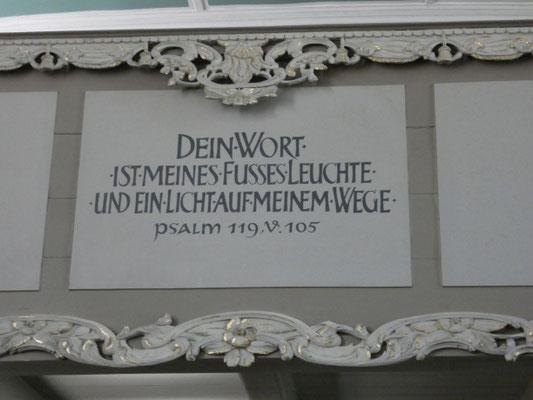 DEIN·WORT·
·IST·MEINES·FUSSES·LEUCHTE·
·UND EIN·LICHT·AUF·MEINEM·WEGE·
PSALM 119, V. 105